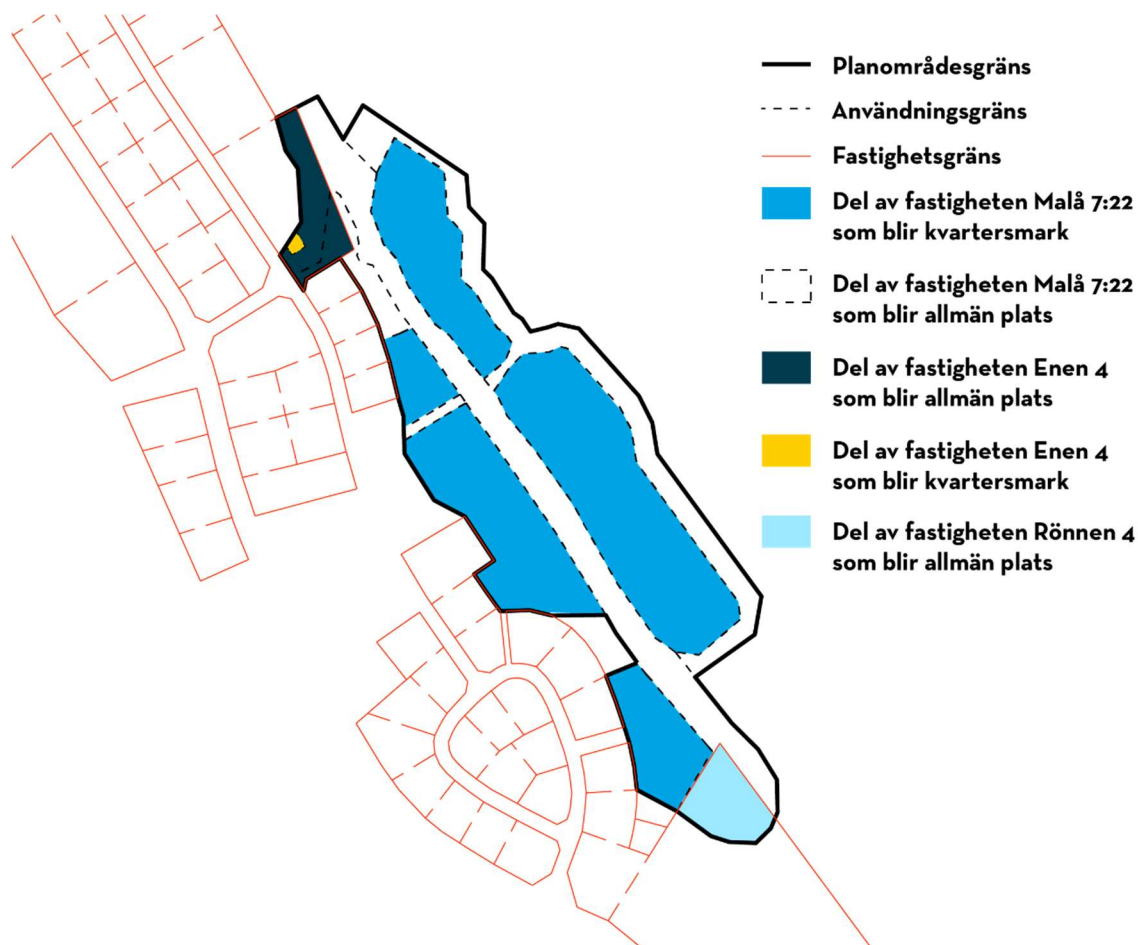 Planområdesgräns
Användningsgräns
Fastighetsgräns
Del av fastigheten Malå 7:22
som blir kvartersmark
Del av fastigheten Malå 7:22
som blir allmän plats
Del av fastigheten Enen 4
som blir allmän plats
Del av fastigheten Enen 4
som blir kvartersmark
Del av fastigheten Rönnen 4
som blir allmän plats